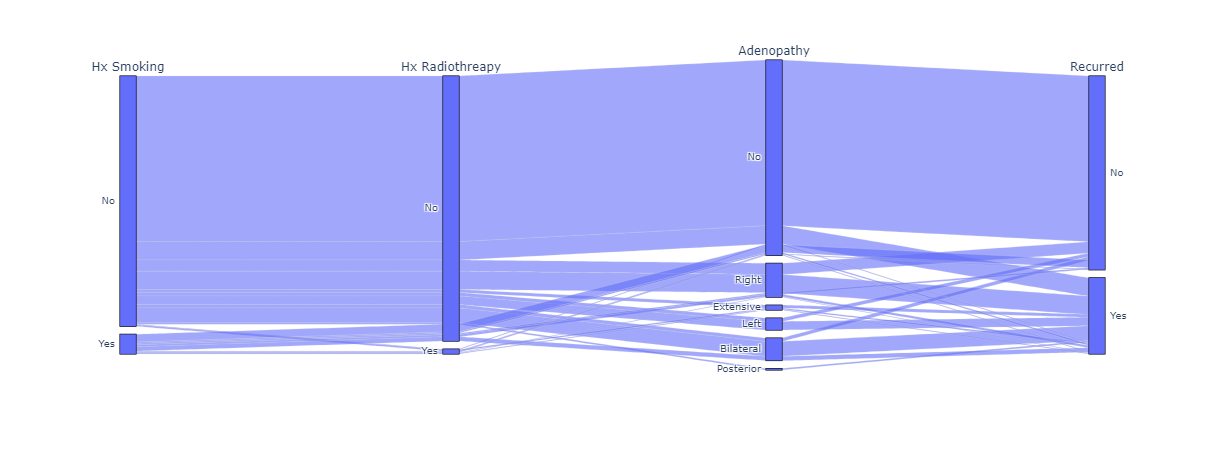 Hx Smoking
Hx Radiothreapy
Adenopathy
Recurred
No
Yes
No
Yes
No
Right
Extensive
Left
Bilateral
Posterior
No
Yes